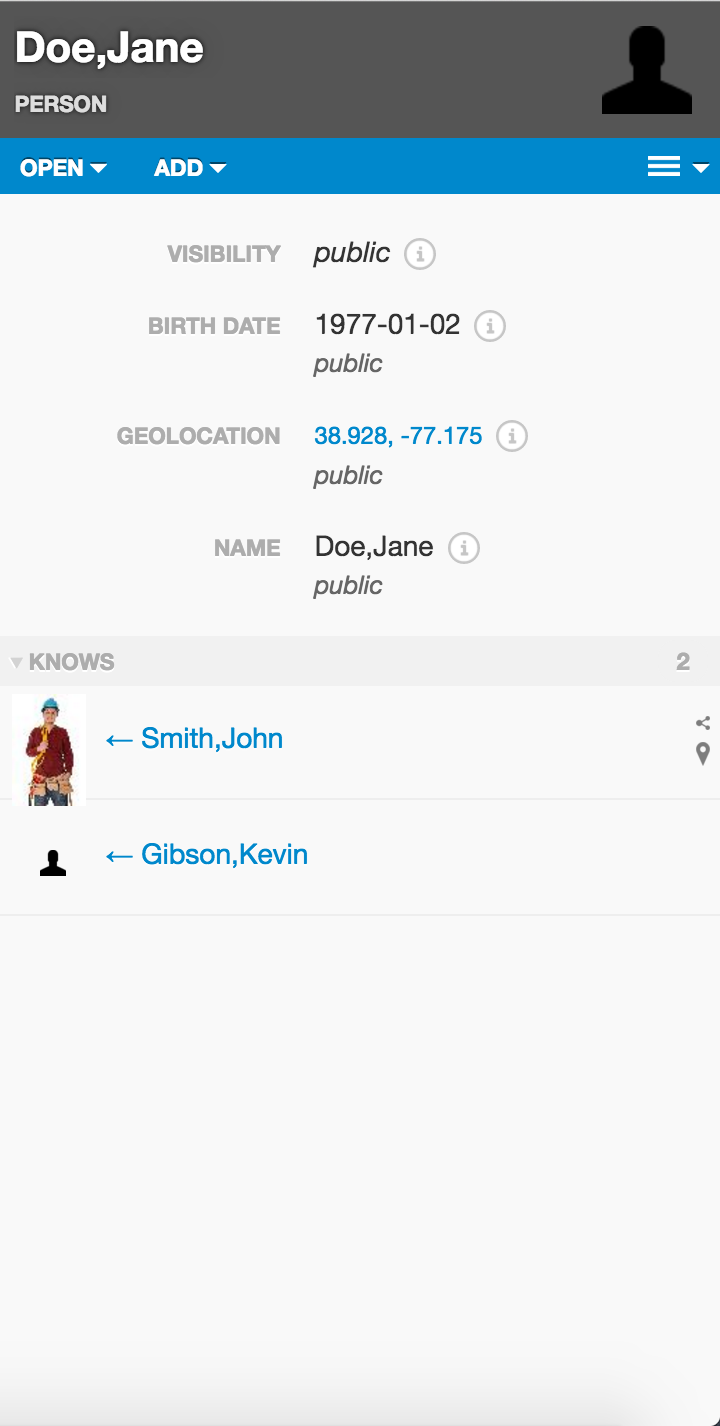 Doe,Jane
PERSON
OPEN ADD
VISIBILITY public
BIRTH DATE 1977-01-02
public
GEOLOCATION 38.928, -77.175
public
NAME Doe,Jane
public
KNOWS 2
← Smith,John
← Gibson,Kevin